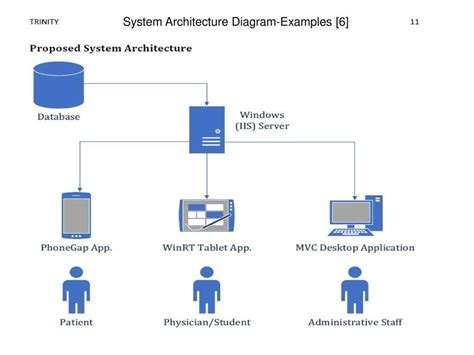 TRINITY
System Architecture Diagram-Examples [6]
11
Proposed System Architecture
Database
Windows
(IIS) Server
PhoneGap App.
WinRT Tablet App.
MVC Desktop Application
Patient
Physician/Student
Administrative Staff